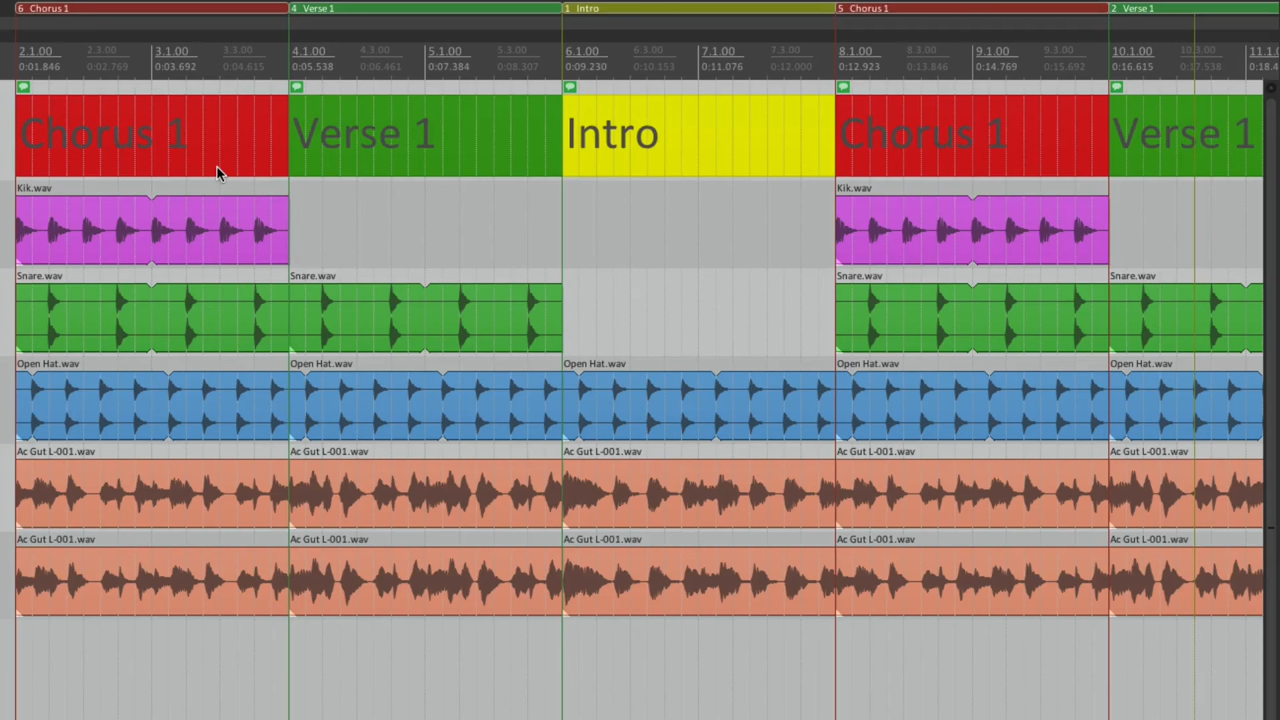 6 Chorus 1 4 Verse 1 1 Intro 5 Chorus 1 2 Verse 1
2.1.00 2.3.00 3.1.00 3.3.00 4.1.00 4.3.00 5.1.00 5.3.00 6.1.00 6.3.00 7.1.00 7.3.00 8.1.00 8.3.00 9.1.00 9.3.00 10.1.00 10.3.00 11.1.0
0:01.846 0:02.769 0:03.692 0:04.615 0:05.538 0:06.461 0:07.384 0:08.307 0:09.230 0:10.153 0:11.076 0:12.000 0:12.923 0:13.846 0:14.769 0:15.692 0:16.615 0:17.538 0:18.4
Chorus 1 Verse 1 Intro Chorus 1 Verse 1
Kik.wav Kik.wav
Snare.wav Snare.wav Snare.wav Snare.wav
Open Hat.wav Open Hat.wav Open Hat.wav Open Hat.wav Open Hat.wav
Ac Gut L-001.wav Ac Gut L-001.wav Ac Gut L-001.wav Ac Gut L-001.wav Ac Gut L-001.wav
Ac Gut L-001.wav Ac Gut L-001.wav Ac Gut L-001.wav Ac Gut L-001.wav Ac Gut L-001.wav